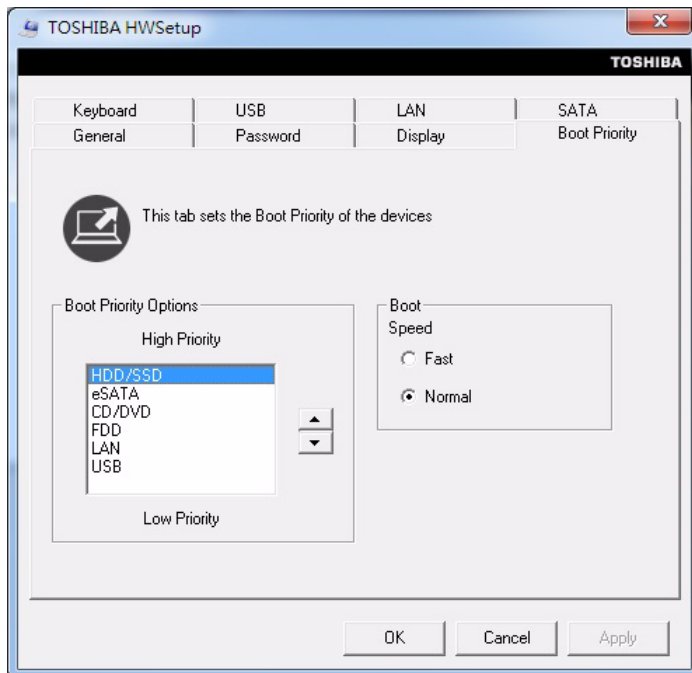 TOSHIBA HWSetup
TOSHIBA
Keyboard USB LAN SATA
General Password Display Boot Priority
This tab sets the Boot Priority of the devices
Boot Priority Options
High Priority
HDD/SSD
eSATA
CD/DVD
FDD
LAN
USB
Low Priority
Boot
Speed
Fast
Normal
OK Cancel Apply